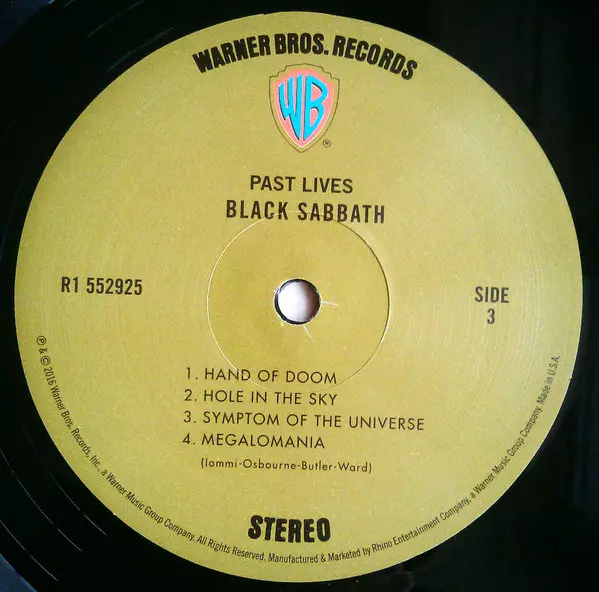 WARNER BROS. RECORDS
WB
®
PAST LIVES
BLACK SABBATH
R1 552925
SIDE
3
1. HAND OF DOOM
2. HOLE IN THE SKY
3. SYMPTOM OF THE UNIVERSE
4. MEGALOMANIA
(Iommi-Osbourne-Butler-Ward)
STEREO
℗ & © 2016 Warner Bros. Records, Inc., a Warner Music Group Company. All Rights Reserved. Manufactured & Marketed by Rhino Entertainment Company, a Warner Music Group Company. Made in U.S.A.